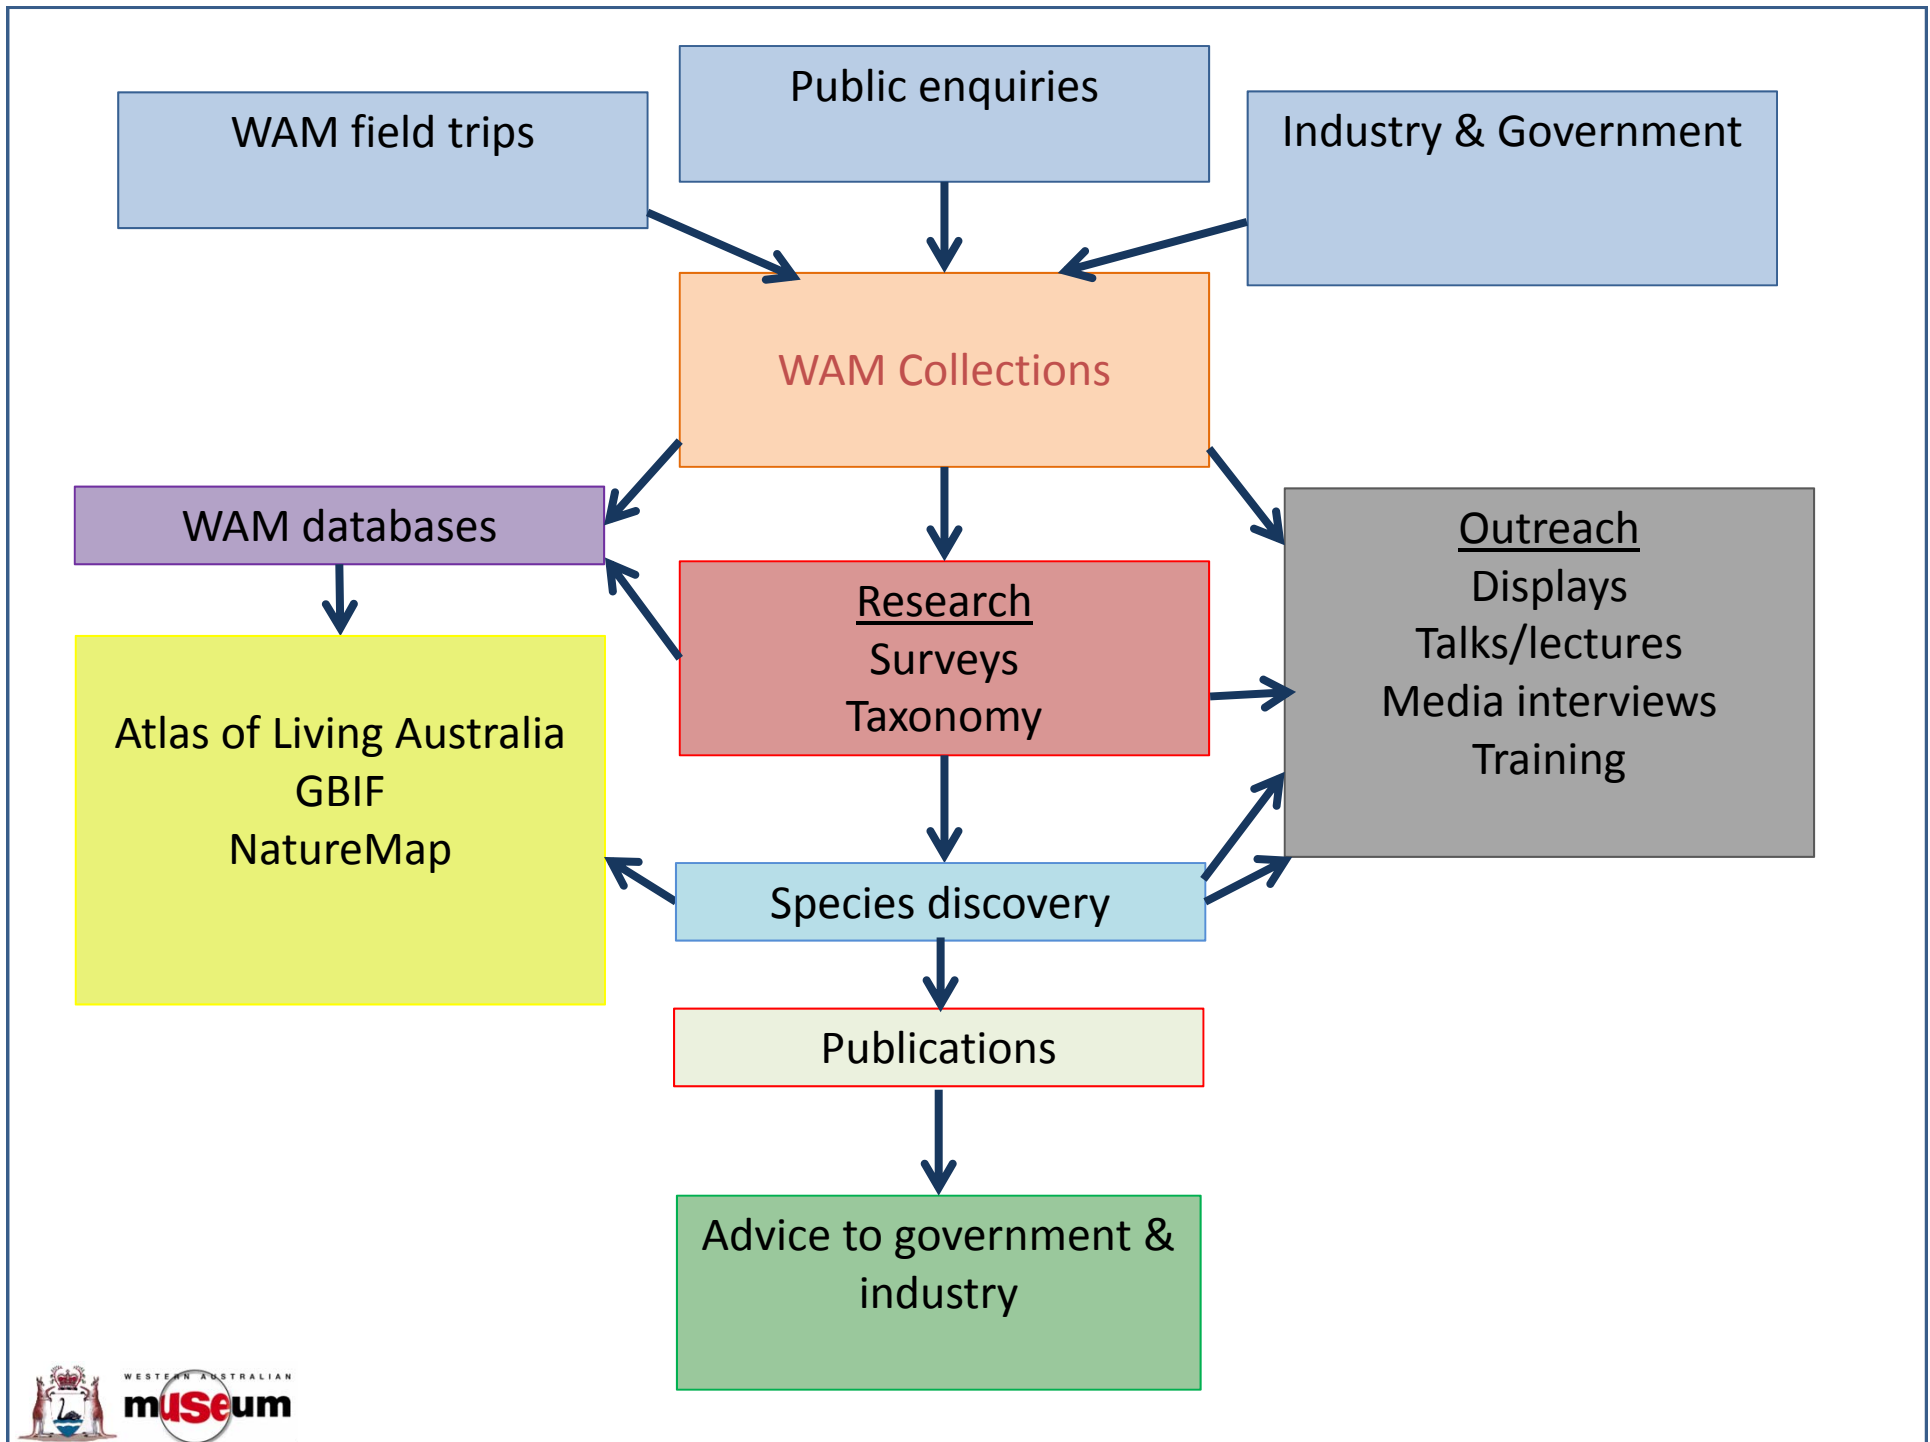 Public enquiries
WAM field trips
Industry & Government
WAM Collections
WAM databases
Outreach
Displays
Talks/lectures
Media interviews
Training
Research
Surveys
Taxonomy
Atlas of Living Australia
GBIF
NatureMap
Species discovery
Publications
Advice to government &
industry
WESTERN AUSTRALIAN
museum